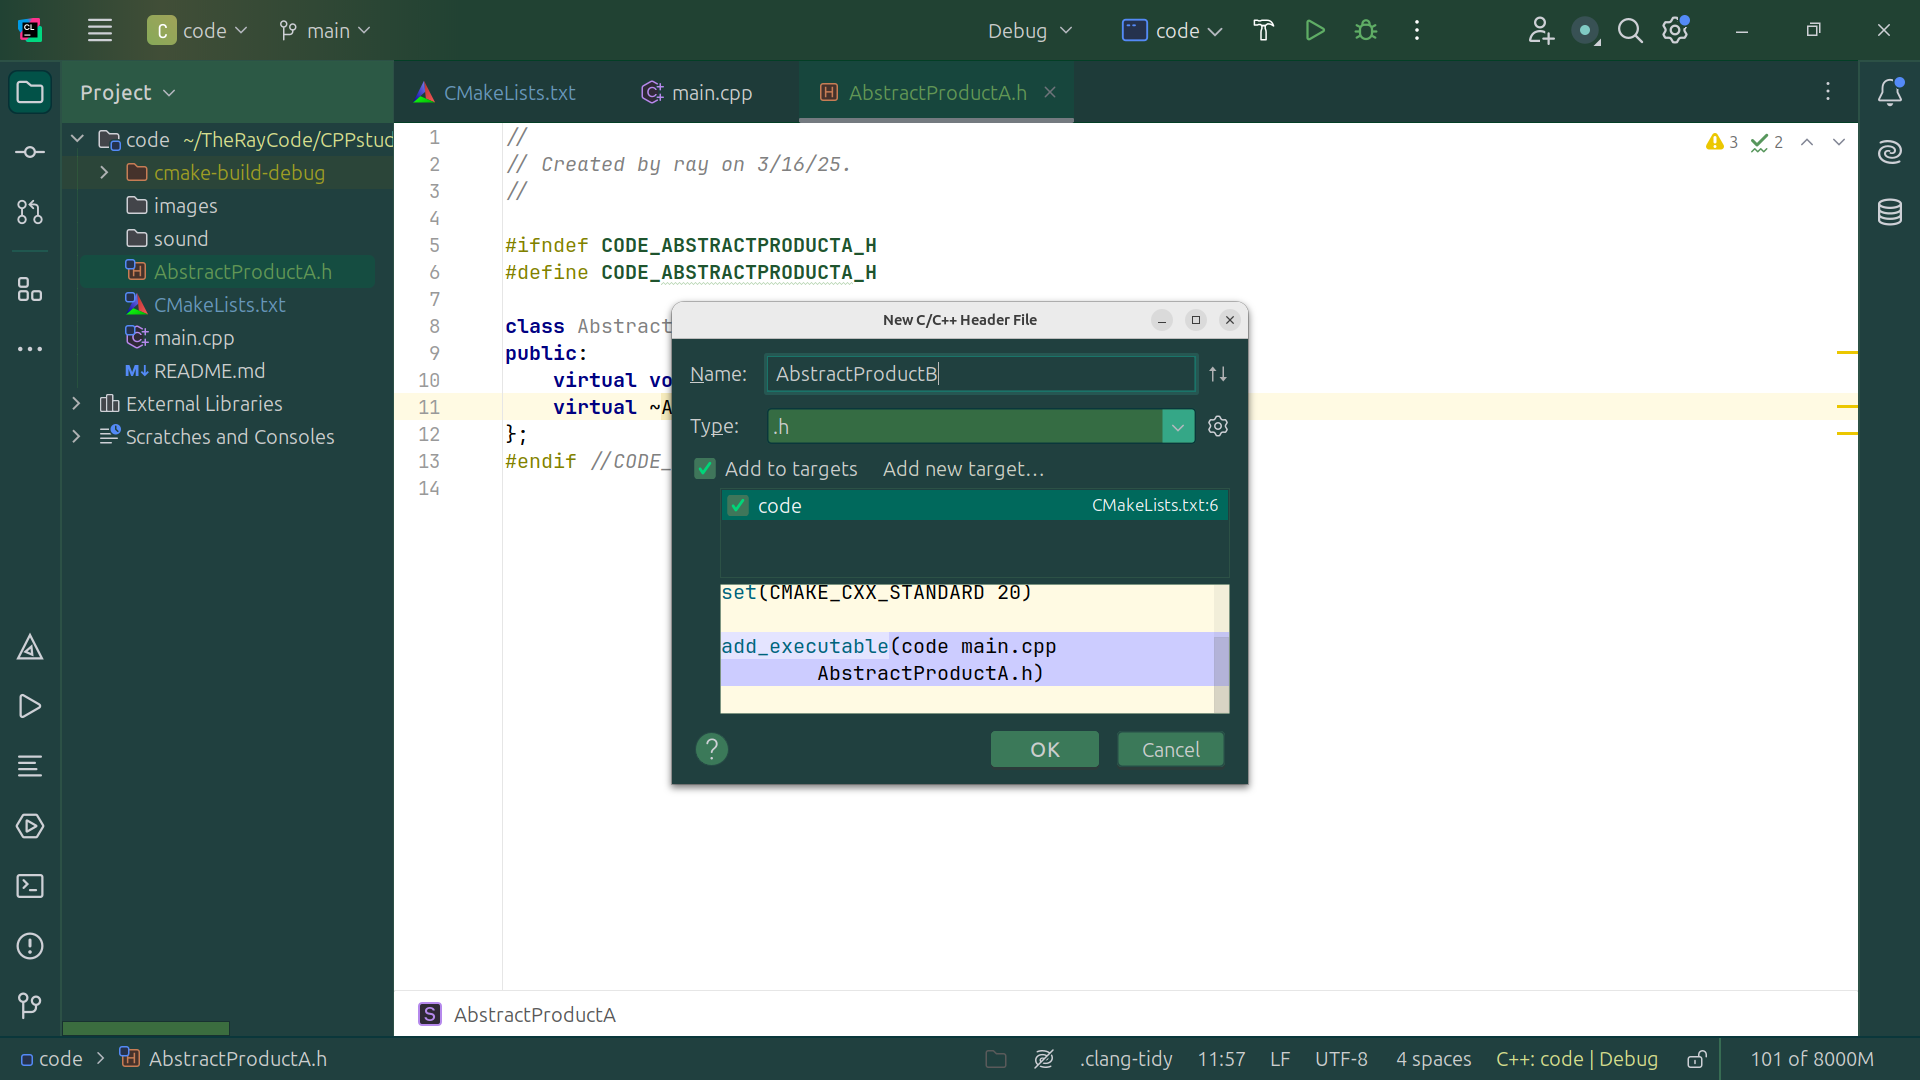 CL
C code
main
Debug
code
Project
CMakeLists.txt
main.cpp
AbstractProductA.h
code ~/TheRayCode/CPPstud
cmake-build-debug
images
sound
AbstractProductA.h
CMakeLists.txt
main.cpp
README.md
External Libraries
Scratches and Consoles
1 //
2 // Created by ray on 3/16/25.
3 //
4
5 #ifndef CODE_ABSTRACTPRODUCTA_H
6 #define CODE_ABSTRACTPRODUCTA_H
7
8 class Abstract
9 public:
10 virtual vo
11 virtual ~A
12 };
13 #endif //CODE_
14
3 2
New C/C++ Header File
Name: AbstractProductB
Type: .h
Add to targets Add new target...
code CMakeLists.txt:6
set(CMAKE_CXX_STANDARD 20)
add_executable(code main.cpp
AbstractProductA.h)
? OK Cancel
S AbstractProductA
code > AbstractProductA.h
.clang-tidy 11:57 LF UTF-8 4 spaces C++: code | Debug 101 of 8000M